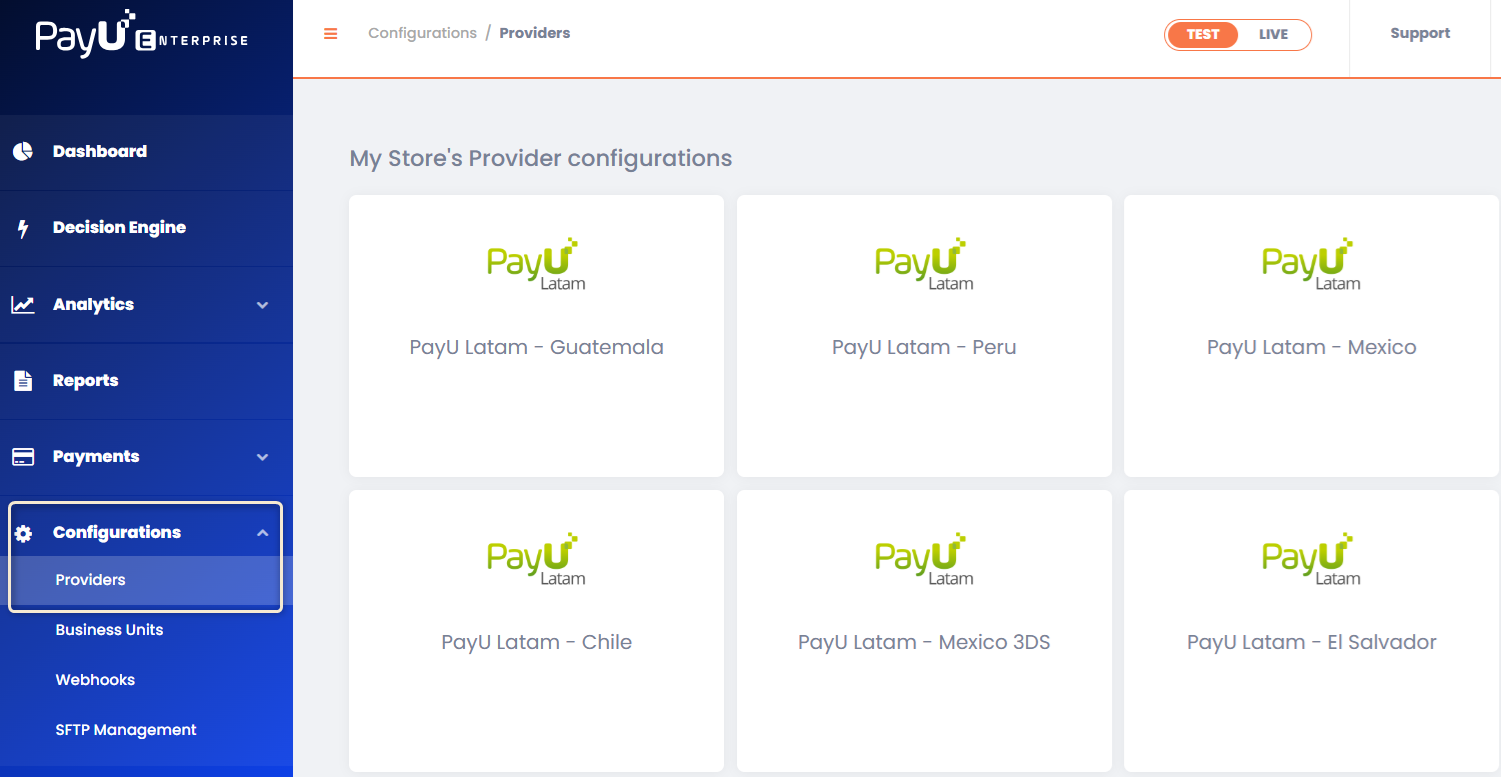 PayU ENTERPRISE
Configurations / Providers
TEST LIVE
Support
Dashboard
Decision Engine
Analytics
Reports
Payments
Configurations
Providers
Business Units
Webhooks
SFTP Management
My Store's Provider configurations
PayU Latam
PayU Latam - Guatemala
PayU Latam
PayU Latam - Peru
PayU Latam
PayU Latam - Mexico
PayU Latam
PayU Latam - Chile
PayU Latam
PayU Latam - Mexico 3DS
PayU Latam
PayU Latam - El Salvador